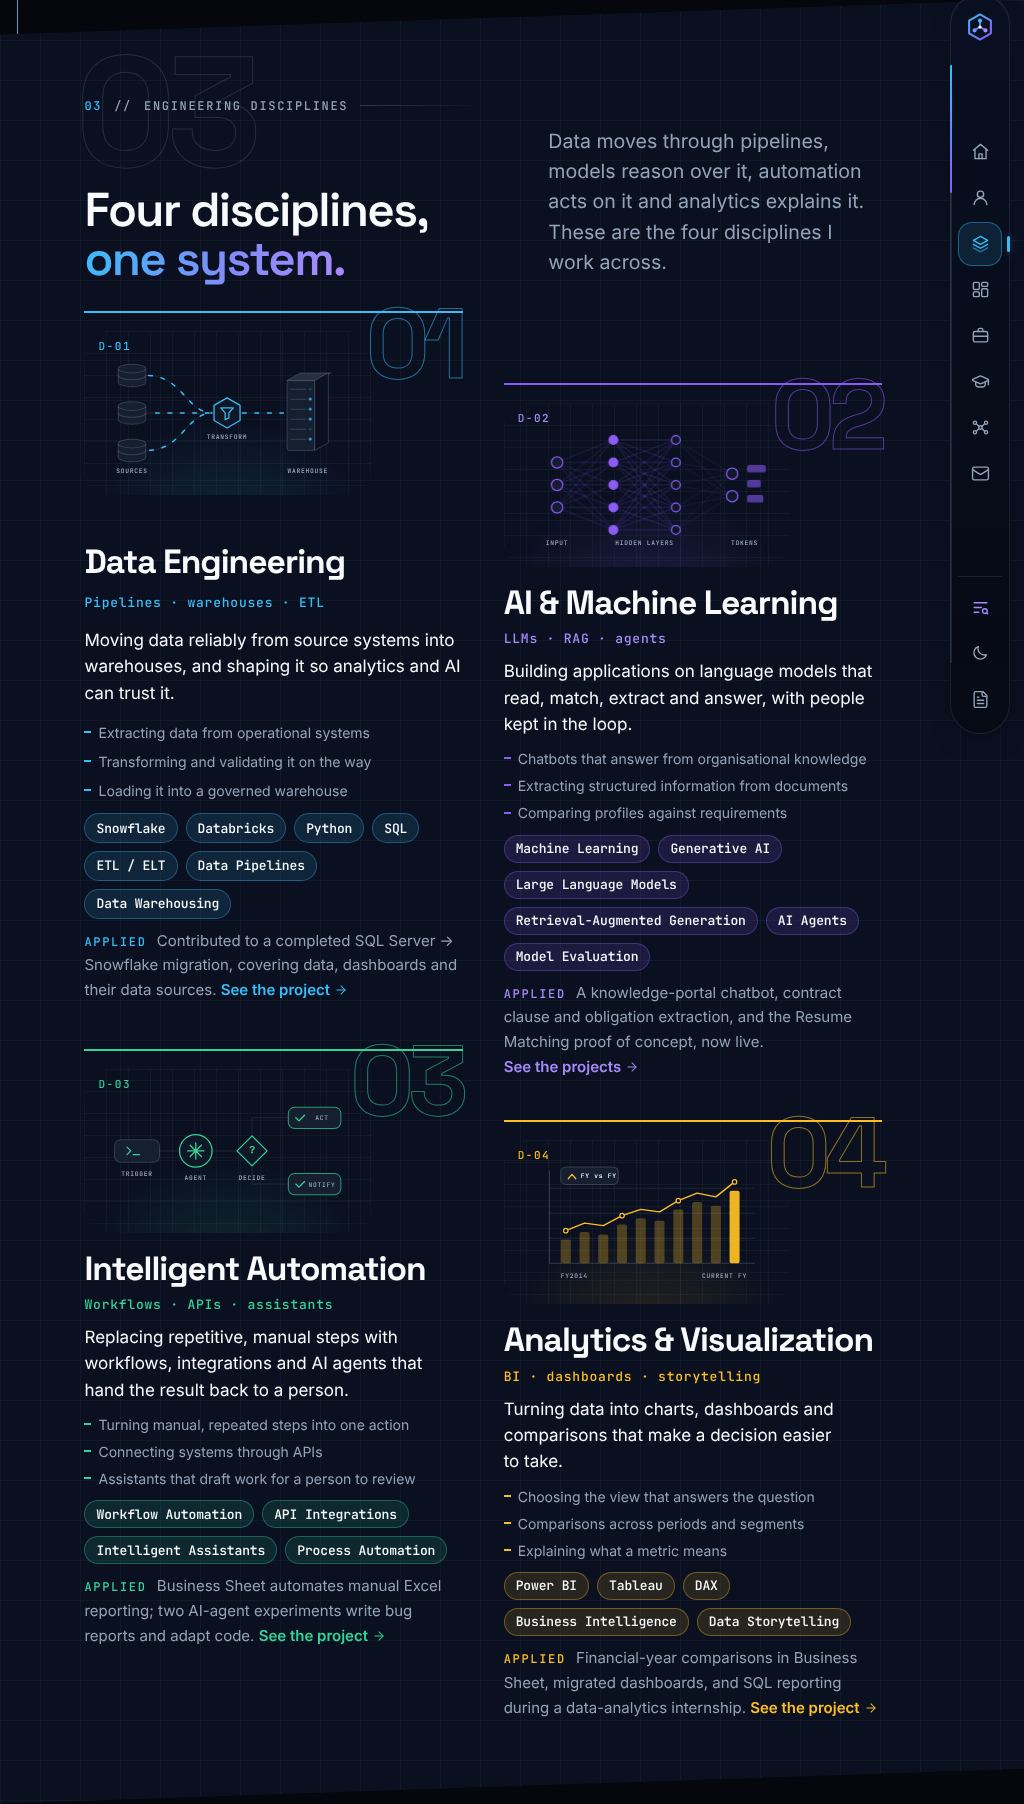 03
03 // ENGINEERING DISCIPLINES
Four disciplines,
one system.
Data moves through pipelines,
models reason over it, automation
acts on it and analytics explains it.
These are the four disciplines I
work across.
01
D-01
TRANSFORM
SOURCES
WAREHOUSE
Data Engineering
Pipelines · warehouses · ETL
Moving data reliably from source systems into
warehouses, and shaping it so analytics and AI
can trust it.
Extracting data from operational systems
Transforming and validating it on the way
Loading it into a governed warehouse
Snowflake Databricks Python SQL
ETL / ELT Data Pipelines
Data Warehousing
APPLIED Contributed to a completed SQL Server →
Snowflake migration, covering data, dashboards and
their data sources. See the project →
02
D-02
INPUT HIDDEN LAYERS TOKENS
AI & Machine Learning
LLMs · RAG · agents
Building applications on language models that
read, match, extract and answer, with people
kept in the loop.
Chatbots that answer from organisational knowledge
Extracting structured information from documents
Comparing profiles against requirements
Machine Learning Generative AI
Large Language Models
Retrieval-Augmented Generation AI Agents
Model Evaluation
APPLIED A knowledge-portal chatbot, contract
clause and obligation extraction, and the Resume
Matching proof of concept, now live.
See the projects →
03
D-03
ACT
?
TRIGGER AGENT DECIDE
NOTIFY
Intelligent Automation
Workflows · APIs · assistants
Replacing repetitive, manual steps with
workflows, integrations and AI agents that
hand the result back to a person.
Turning manual, repeated steps into one action
Connecting systems through APIs
Assistants that draft work for a person to review
Workflow Automation API Integrations
Intelligent Assistants Process Automation
APPLIED Business Sheet automates manual Excel
reporting; two AI-agent experiments write bug
reports and adapt code. See the project →
04
D-04
FY vs FY
FY2014 CURRENT FY
Analytics & Visualization
BI · dashboards · storytelling
Turning data into charts, dashboards and
comparisons that make a decision easier
to take.
Choosing the view that answers the question
Comparisons across periods and segments
Explaining what a metric means
Power BI Tableau DAX
Business Intelligence Data Storytelling
APPLIED Financial-year comparisons in Business
Sheet, migrated dashboards, and SQL reporting
during a data-analytics internship. See the project →